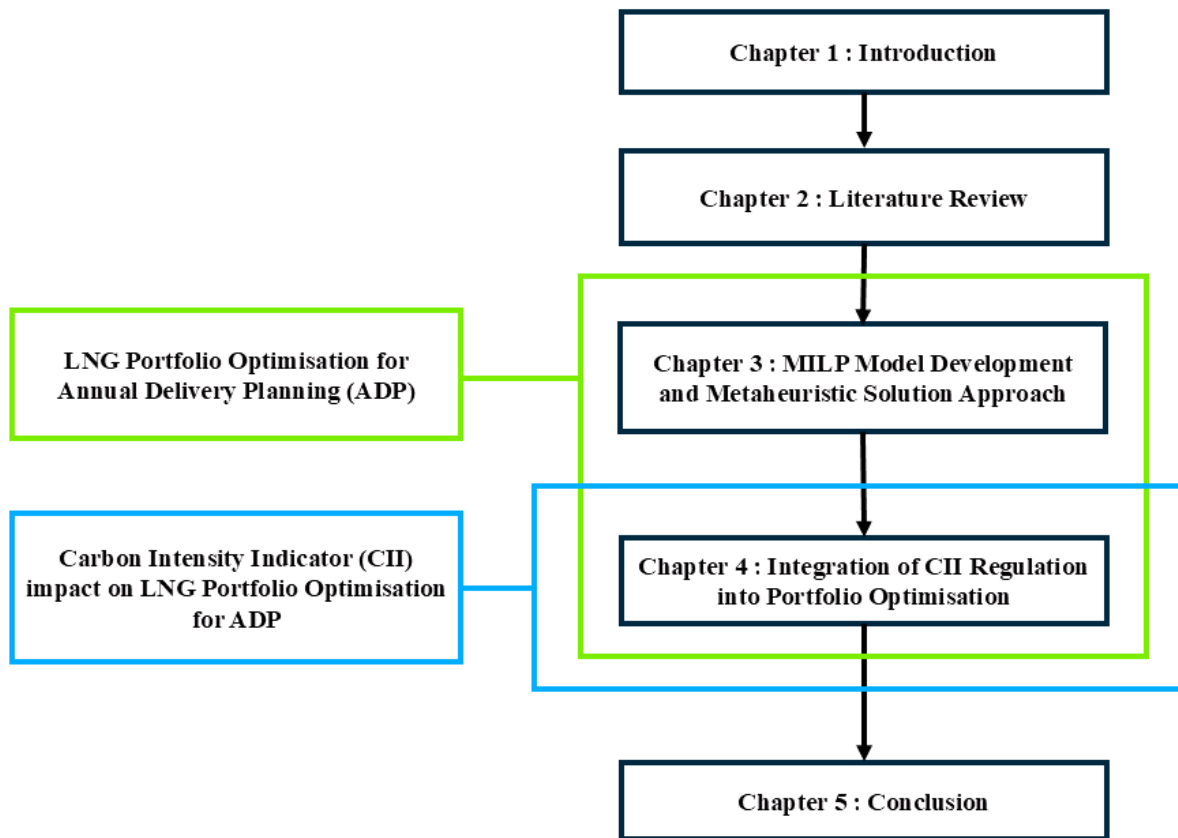 Chapter 1 : Introduction
Chapter 2 : Literature Review
LNG Portfolio Optimisation for
Annual Delivery Planning (ADP)
Chapter 3 : MILP Model Development
and Metaheuristic Solution Approach
Carbon Intensity Indicator (CII)
impact on LNG Portfolio Optimisation
for ADP
Chapter 4 : Integration of CII Regulation
into Portfolio Optimisation
Chapter 5 : Conclusion